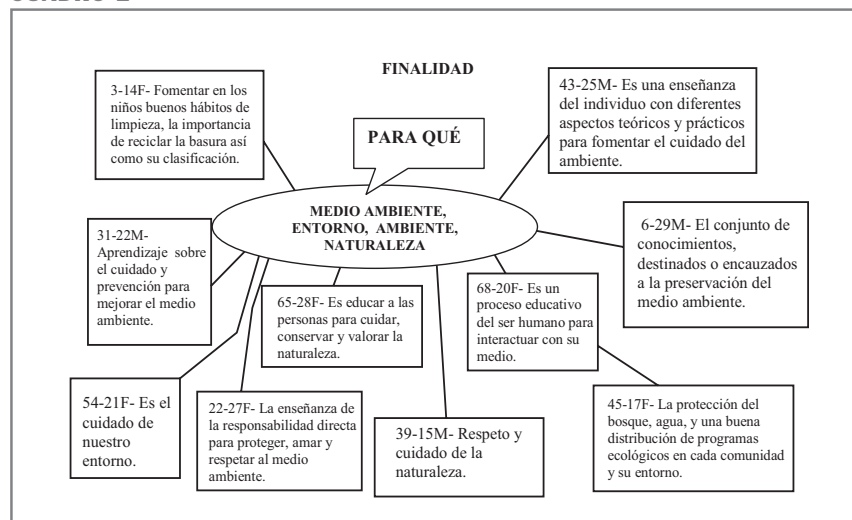 FINALIDAD
3-14F- Fomentar en los
niños buenos hábitos de
limpieza, la importancia
de reciclar la basura así
como su clasificación.
43-25M- Es una enseñanza
del individuo con diferentes
aspectos teóricos y prácticos
para fomentar el cuidado del
ambiente.
PARA QUÉ
MEDIO AMBIENTE,
ENTORNO, AMBIENTE,
NATURALEZA
31-22M-
Aprendizaje sobre
el cuidado y
prevención para
mejorar el medio
ambiente.
6-29M- El conjunto de
conocimientos,
destinados o encauzados
a la preservación del
medio ambiente.
65-28F- Es educar a las
personas para cuidar,
conservar y valorar la
naturaleza.
68-20F- Es un
proceso educativo
del ser humano para
interactuar con su
medio.
54-21F- Es el
cuidado de
nuestro
entorno.
22-27F- La enseñanza de
la responsabilidad directa
para proteger, amar y
respetar al medio
ambiente.
39-15M- Respeto y
cuidado de la
naturaleza.
45-17F- La protección del
bosque, agua, y una buena
distribución de programas
ecológicos en cada comunidad
y su entorno.